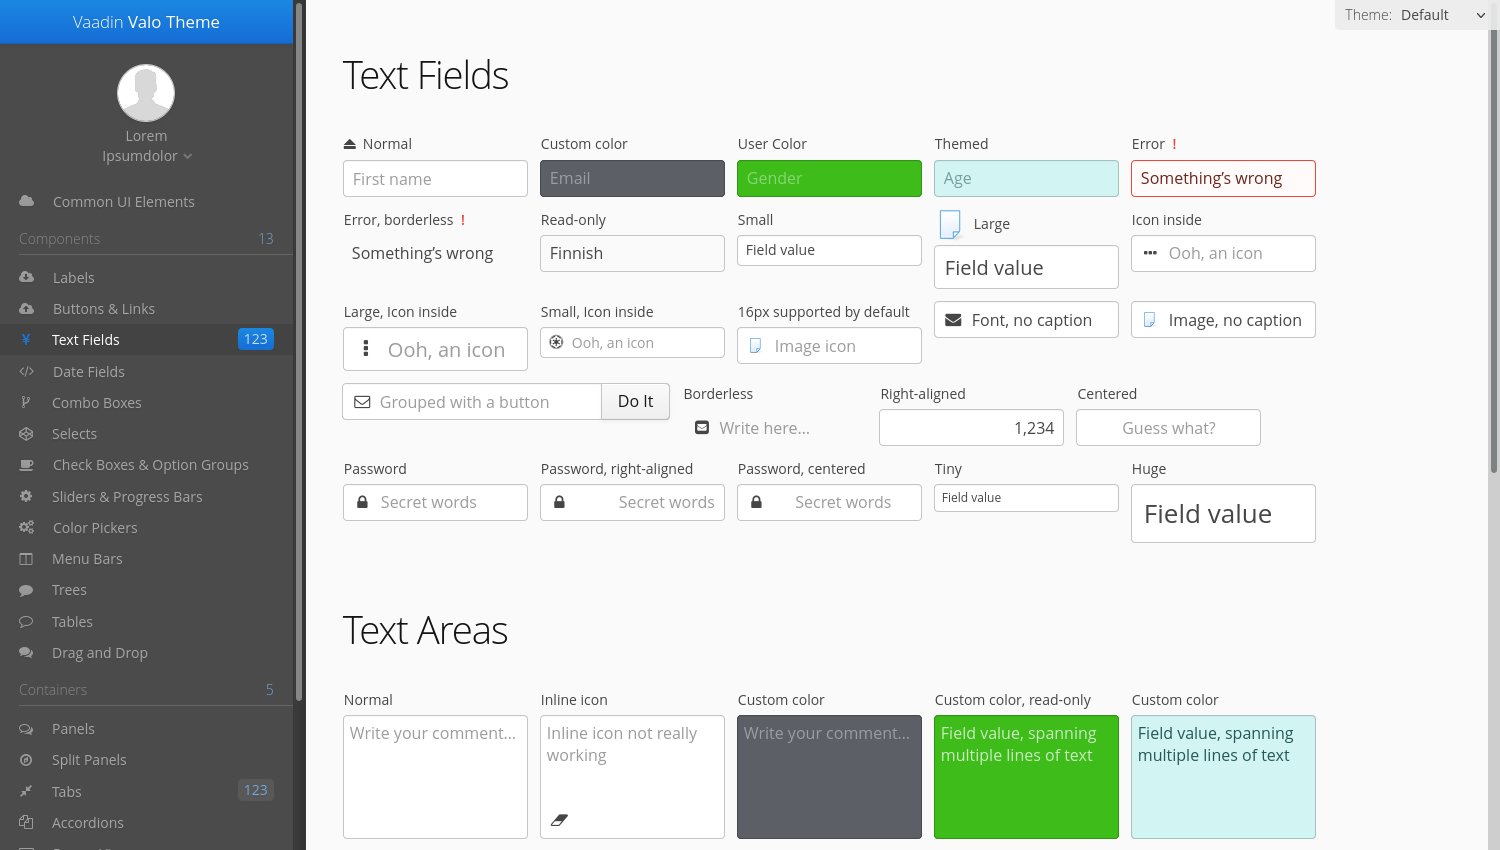 Vaadin Valo Theme
Lorem
Ipsumdolor
Common UI Elements
Components 13
Labels
Buttons & Links
Text Fields 123
Date Fields
Combo Boxes
Selects
Check Boxes & Option Groups
Sliders & Progress Bars
Color Pickers
Menu Bars
Trees
Tables
Drag and Drop
Containers 5
Panels
Split Panels
Tabs 123
Accordions
Theme: Default
Text Fields
Normal Custom color User Color Themed Error !
First name Email Gender Age Something's wrong
Error, borderless ! Read-only Small Large Icon inside
Something's wrong Finnish Field value Field value Ooh, an icon
Large, Icon inside Small, Icon inside 16px supported by default Font, no caption Image, no caption
Ooh, an icon Ooh, an icon Image icon
Grouped with a button Do It Borderless Right-aligned Centered
Write here... 1,234 Guess what?
Password Password, right-aligned Password, centered Tiny Huge
Secret words Secret words Secret words Field value Field value
Text Areas
Normal Inline icon Custom color Custom color, read-only Custom color
Write your comment... Inline icon not really Write your comment... Field value, spanning Field value, spanning
working multiple lines of text multiple lines of text